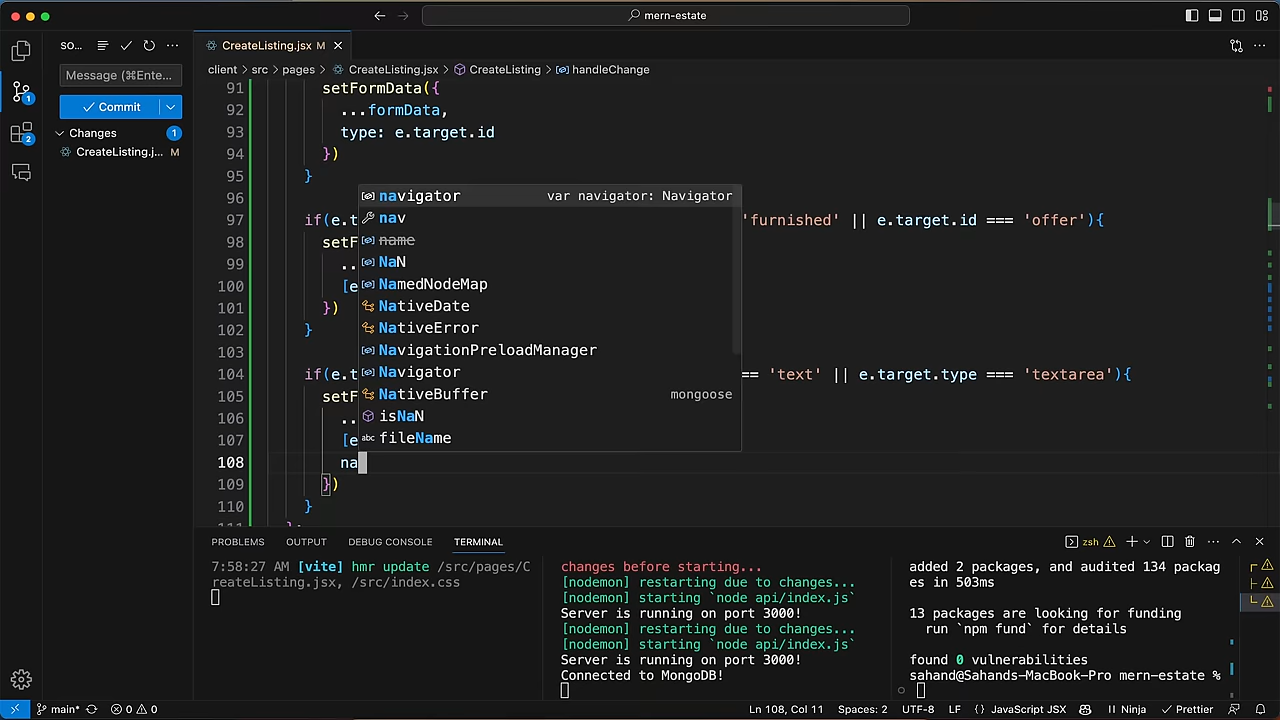 mern-estate
SO...
CreateListing.jsx M
client > src > pages > CreateListing.jsx > CreateListing > handleChange
Message (⌘Ente...
Commit
Changes 1
CreateListing.j... M
1
2
91 setFormData({
92 ...formData,
93 type: e.target.id
94 })
95 }
96
97 if(e.t 'furnished' || e.target.id === 'offer'){
98 setF
99 ..
100 [e
101 })
102 }
103
104 if(e.t == 'text' || e.target.type === 'textarea'){
105 setF
106 ..
107 [e
108 na
109 })
110 }
navigator var navigator: Navigator
nav
name
NaN
NamedNodeMap
NativeDate
NativeError
NavigationPreloadManager
Navigator
NativeBuffer mongoose
isNaN
abc fileName
PROBLEMS OUTPUT DEBUG CONSOLE TERMINAL
zsh
7:58:27 AM [vite] hmr update /src/pages/C
reateListing.jsx, /src/index.css
changes before starting...
[nodemon] restarting due to changes...
[nodemon] starting `node api/index.js`
Server is running on port 3000!
[nodemon] restarting due to changes...
[nodemon] starting `node api/index.js`
Server is running on port 3000!
Connected to MongoDB!
added 2 packages, and audited 134 packag
es in 503ms
13 packages are looking for funding
run `npm fund` for details
found 0 vulnerabilities
sahand@Sahands-MacBook-Pro mern-estate %
main* 0 0 Ln 108, Col 11 Spaces: 2 UTF-8 LF {} JavaScript JSX Ninja Prettier